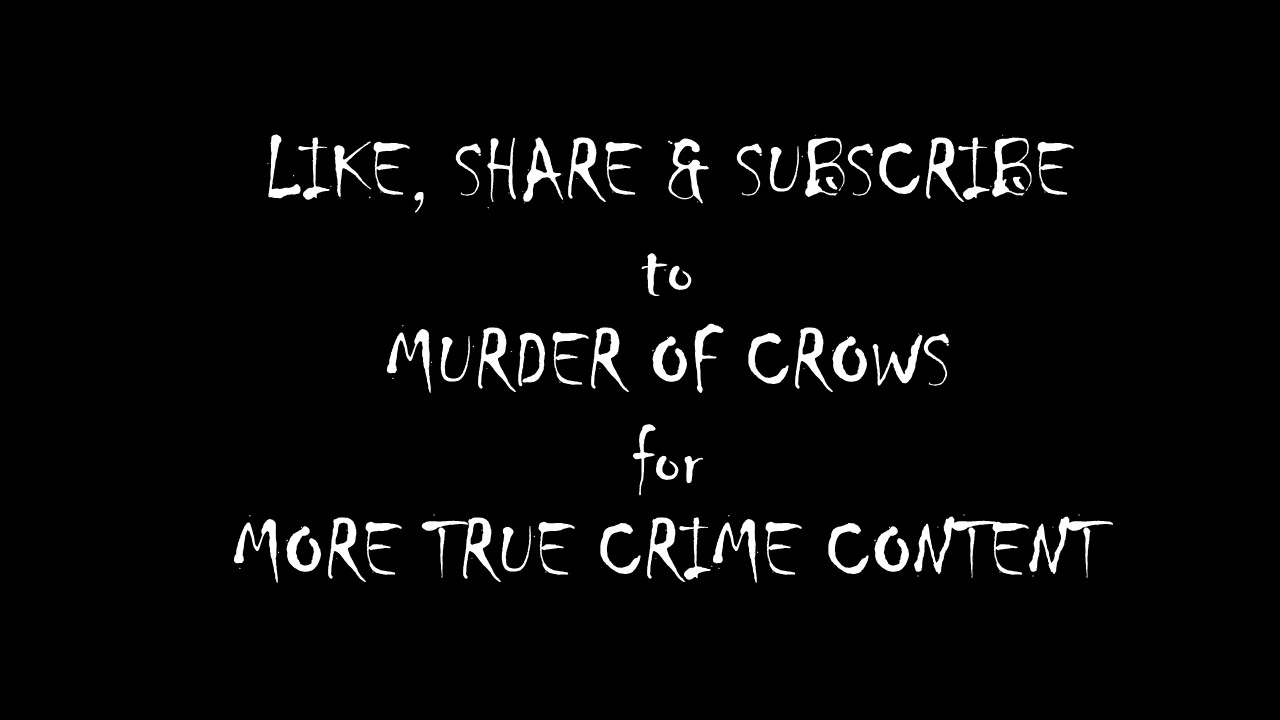 LIKE, SHARE & SUBSCRIBE
to
MURDER OF CROWS
for
MORE TRUE CRIME CONTENT